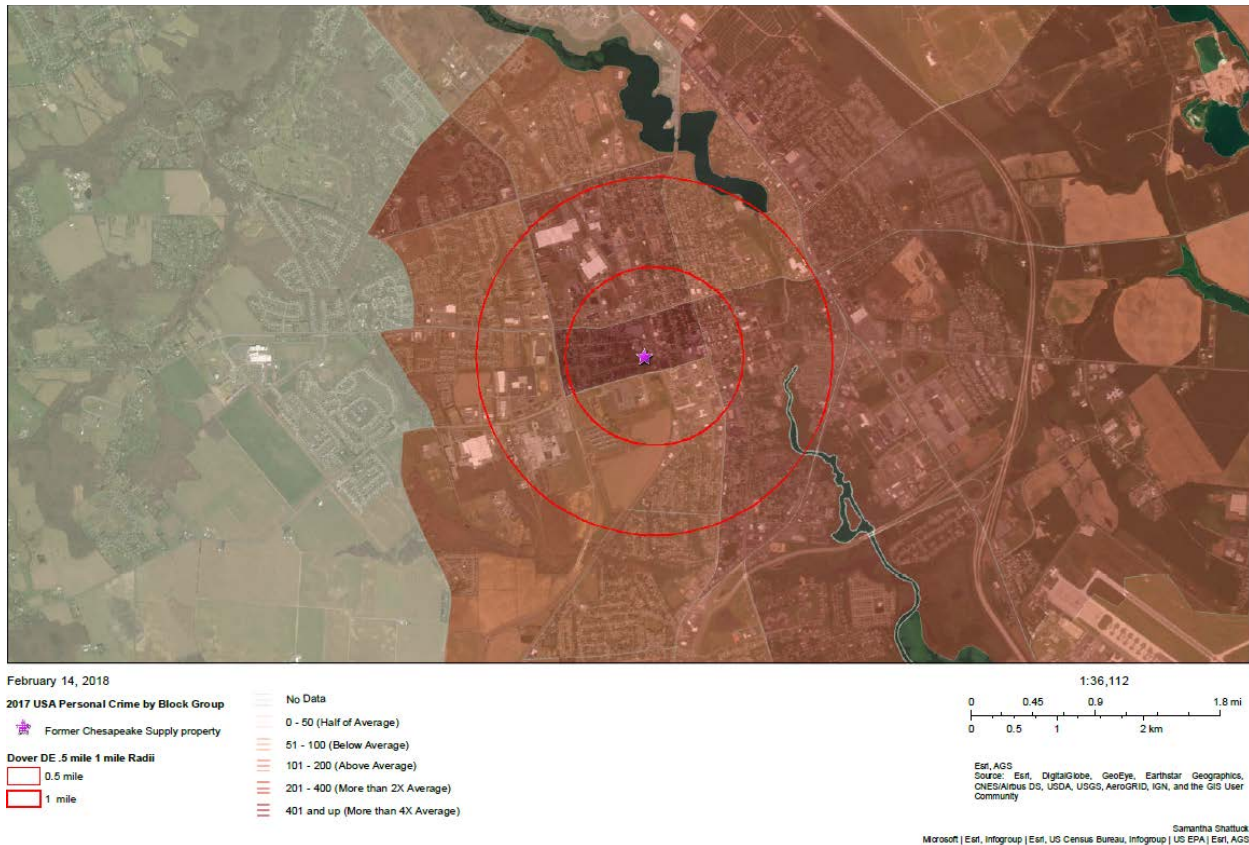 February 14, 2018
2017 USA Personal Crime by Block Group
Former Chesapeake Supply property
Dover DE .5 mile 1 mile Radii
0.5 mile
1 mile
No Data
0 - 50 (Half of Average)
51 - 100 (Below Average)
101 - 200 (Above Average)
201 - 400 (More than 2X Average)
401 and up (More than 4X Average)
1:36,112
0 0.45 0.9 1.8 mi
0 0.5 1 2 km
Esri, AGS
Source: Esri, DigitalGlobe, GeoEye, Earthstar Geographics,
CNES/Airbus DS, USDA, USGS, AeroGRID, IGN, and the GIS User
Community
Samantha Shattuck
Microsoft | Esri, Infogroup | Esri, US Census Bureau, Infogroup | US EPA | Esri, AGS